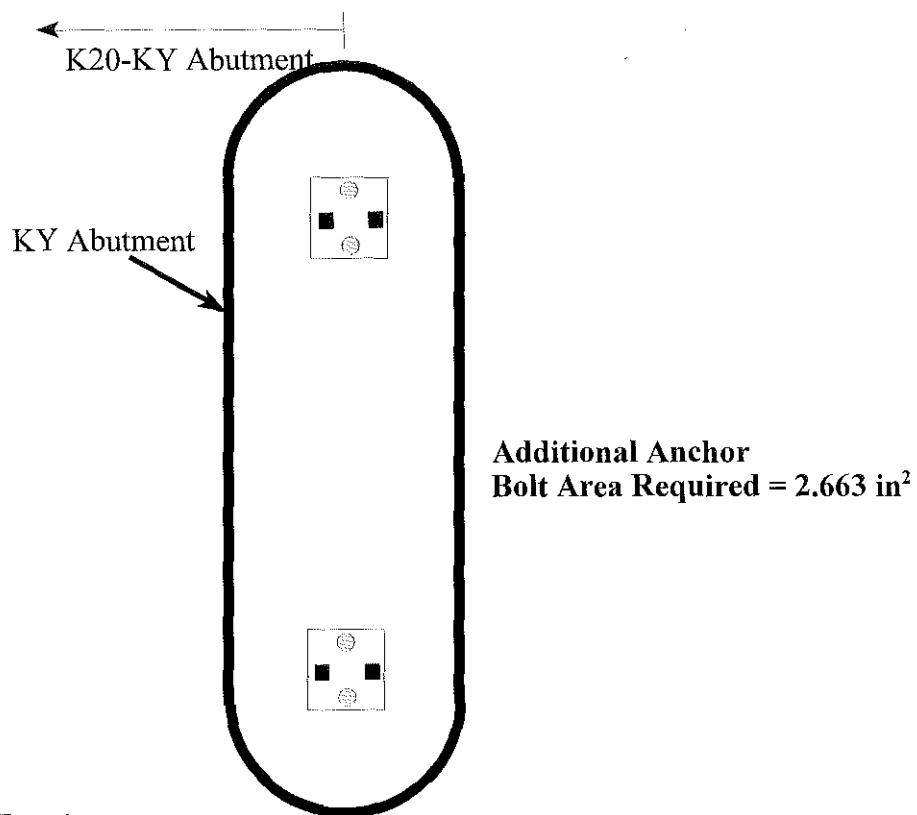 K20-KY Abutment
KY Abutment
Additional Anchor
Bolt Area Required = 2.663 in²